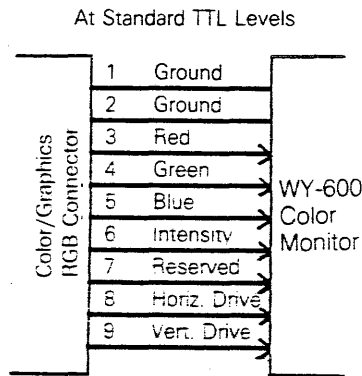 At Standard TTL Levels
1 Ground
2 Ground
3 Red
4 Green
5 Blue
6 Intensity
7 Reserved
8 Horiz. Drive
9 Vert. Drive
Color/Graphics
RGB Connector
WY-600
Color
Monitor